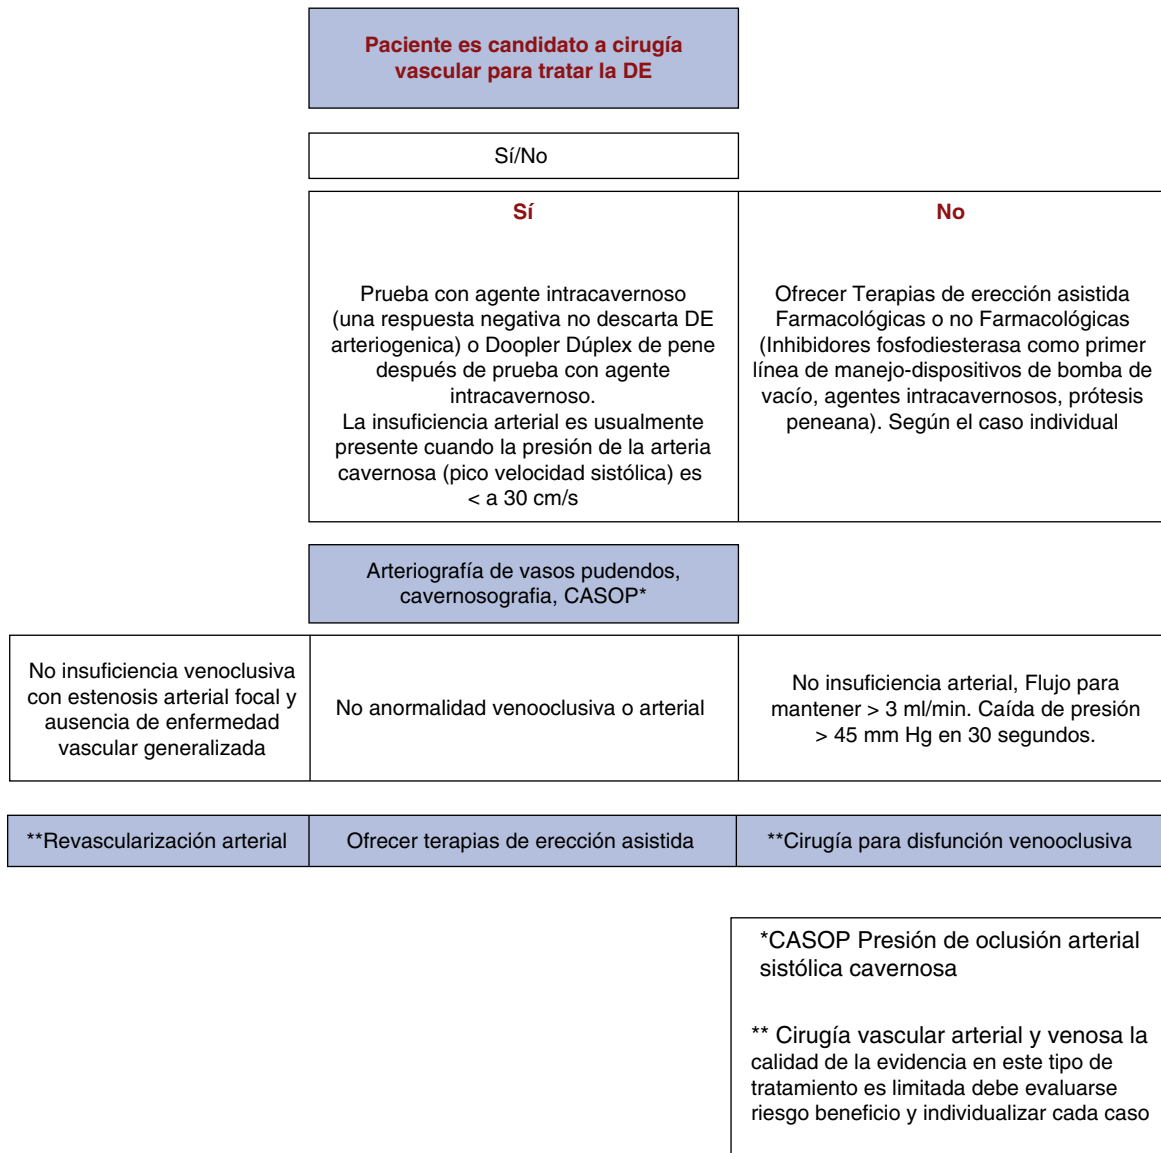 Paciente es candidato a cirugía
vascular para tratar la DE
Sí/No
Sí
Prueba con agente intracavernoso
(una respuesta negativa no descarta DE
arteriogenica) o Doopler Dúplex de pene
después de prueba con agente
intracavernoso.
La insuficiencia arterial es usualmente
presente cuando la presión de la arteria
cavernosa (pico velocidad sistólica) es
< a 30 cm/s
No
Ofrecer Terapias de erección asistida
Farmacológicas o no Farmacológicas
(Inhibidores fosfodiesterasa como primer
línea de manejo-dispositivos de bomba de
vacío, agentes intracavernosos, prótesis
peneana). Según el caso individual
Arteriografía de vasos pudendos,
cavernosografia, CASOP*
No insuficiencia venoclusiva
con estenosis arterial focal y
ausencia de enfermedad
vascular generalizada
No anormalidad venooclusiva o arterial
No insuficiencia arterial, Flujo para
mantener > 3 ml/min. Caída de presión
> 45 mm Hg en 30 segundos.
**Revascularización arterial
Ofrecer terapias de erección asistida
**Cirugía para disfunción venooclusiva
*CASOP Presión de oclusión arterial
sistólica cavernosa
** Cirugía vascular arterial y venosa la
calidad de la evidencia en este tipo de
tratamiento es limitada debe evaluarse
riesgo beneficio y individualizar cada caso